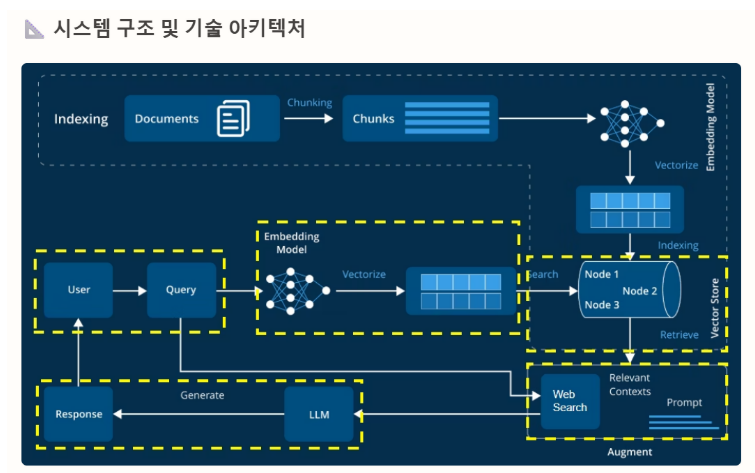 시스템 구조 및 기술 아키텍처
Indexing
Documents
Chunking
Chunks
Embedding Model
Vectorize
Indexing
Embedding
Model
Vectorize
Search
Node 1
Node 2
Node 3
Vector Store
User
Query
Retrieve
Relevant
Contexts
Prompt
Web
Search
Augment
Generate
Response
LLM